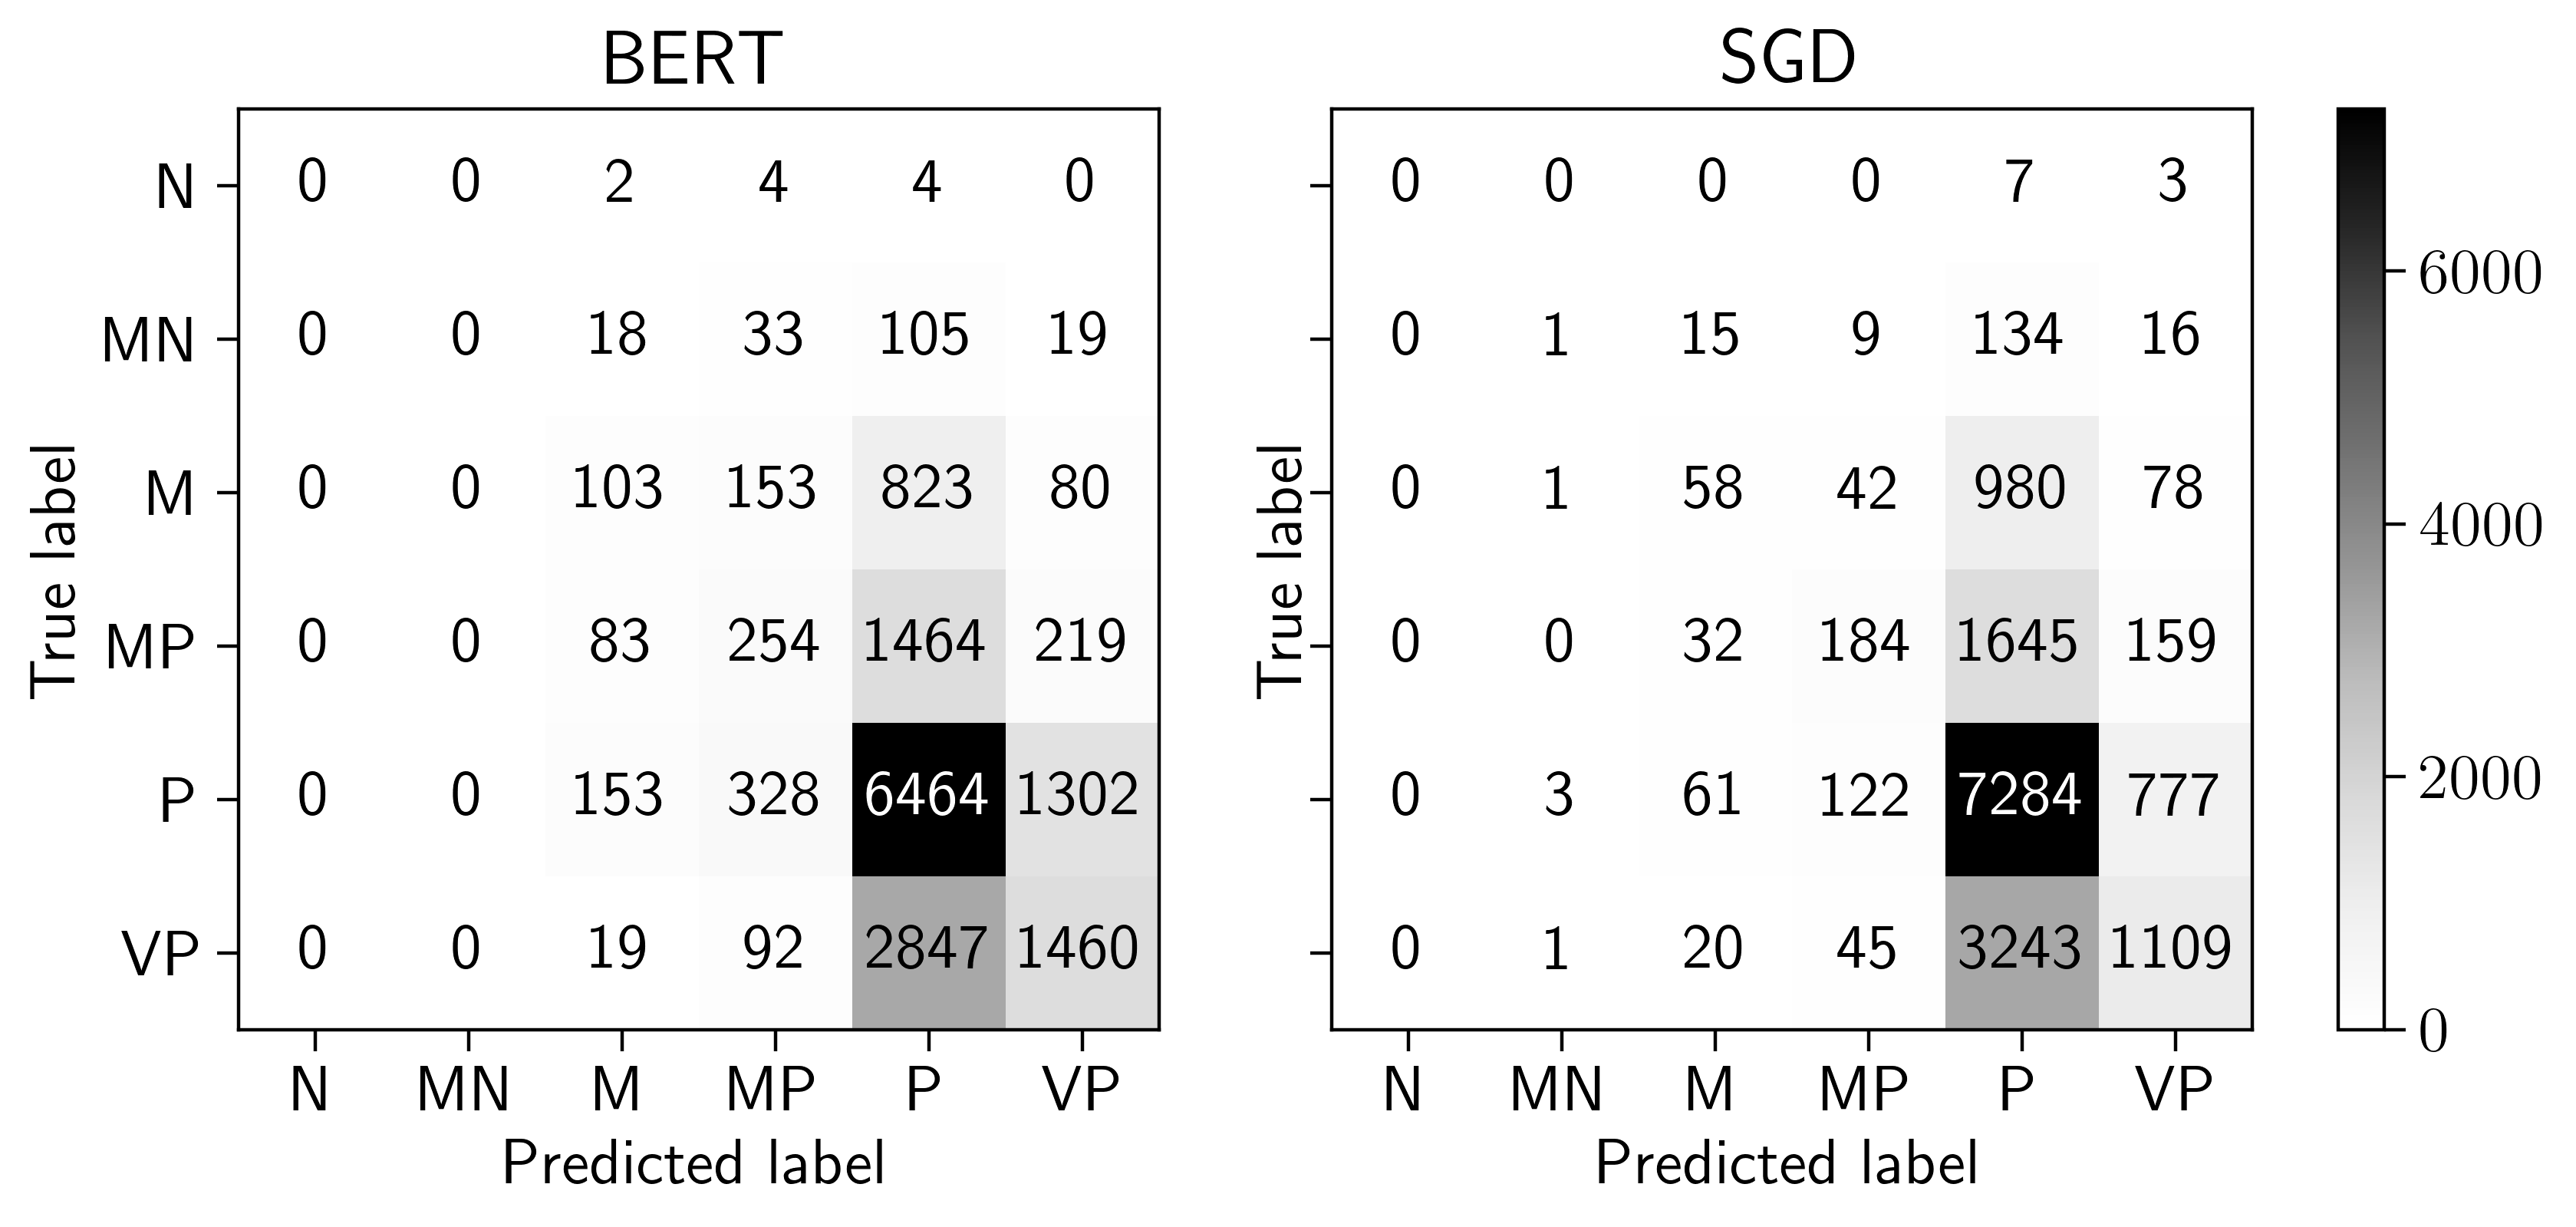 BERT
SGD
N 0 0 2 4 4 0
0 0 0 0 7 3
MN 0 0 18 33 105 19
0 1 15 9 134 16
M 0 0 103 153 823 80
0 1 58 42 980 78
MP 0 0 83 254 1464 219
0 0 32 184 1645 159
P 0 0 153 328 6464 1302
0 3 61 122 7284 777
VP 0 0 19 92 2847 1460
0 1 20 45 3243 1109
True label
True label
N MN M MP P VP
N MN M MP P VP
Predicted label
Predicted label
6000
4000
2000
0